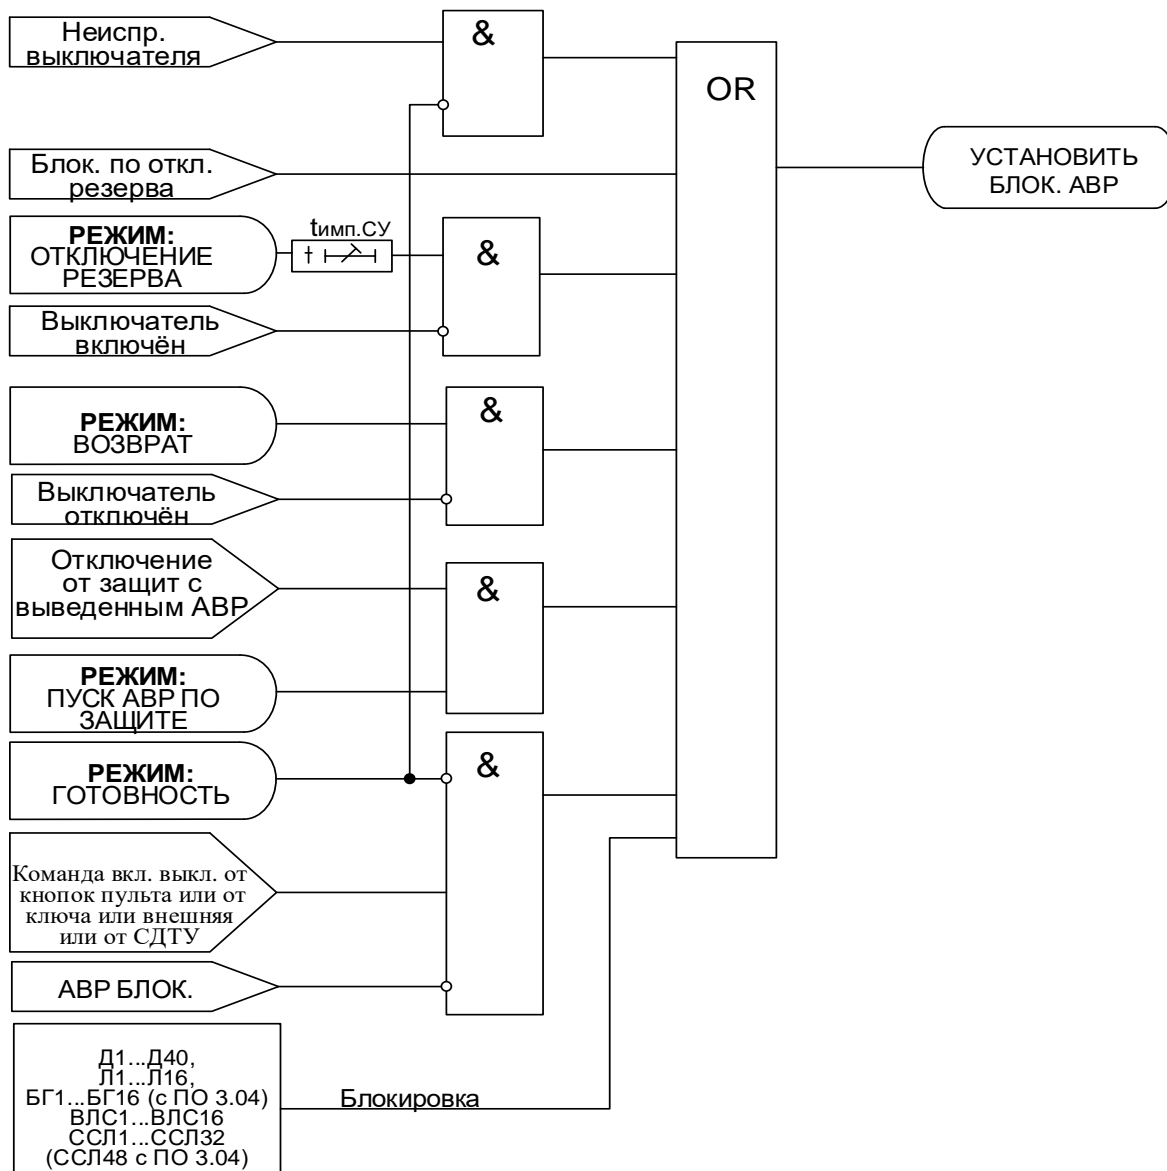 Неиспр.
выключателя
&
OR
Блок. по откл.
резерва
УСТАНОВИТЬ
БЛОК. АВР
РЕЖИМ:
ОТКЛЮЧЕНИЕ
РЕЗЕРВА
tимп.СУ
&
Выключатель
включён
РЕЖИМ:
ВОЗВРАТ
&
Выключатель
отключён
Отключение
от защит с
выведенным АВР
&
РЕЖИМ:
ПУСК АВР ПО
ЗАЩИТЕ
РЕЖИМ:
ГОТОВНОСТЬ
&
Команда вкл. выкл. от
кнопок пульта или от
ключа или внешняя
или от СДТУ
АВР БЛОК.
Д1...Д40,
Л1...Л16,
БГ1...БГ16 (с ПО 3.04)
ВЛС1...ВЛС16
ССЛ1...ССЛ32
(ССЛ48 с ПО 3.04)
Блокировка